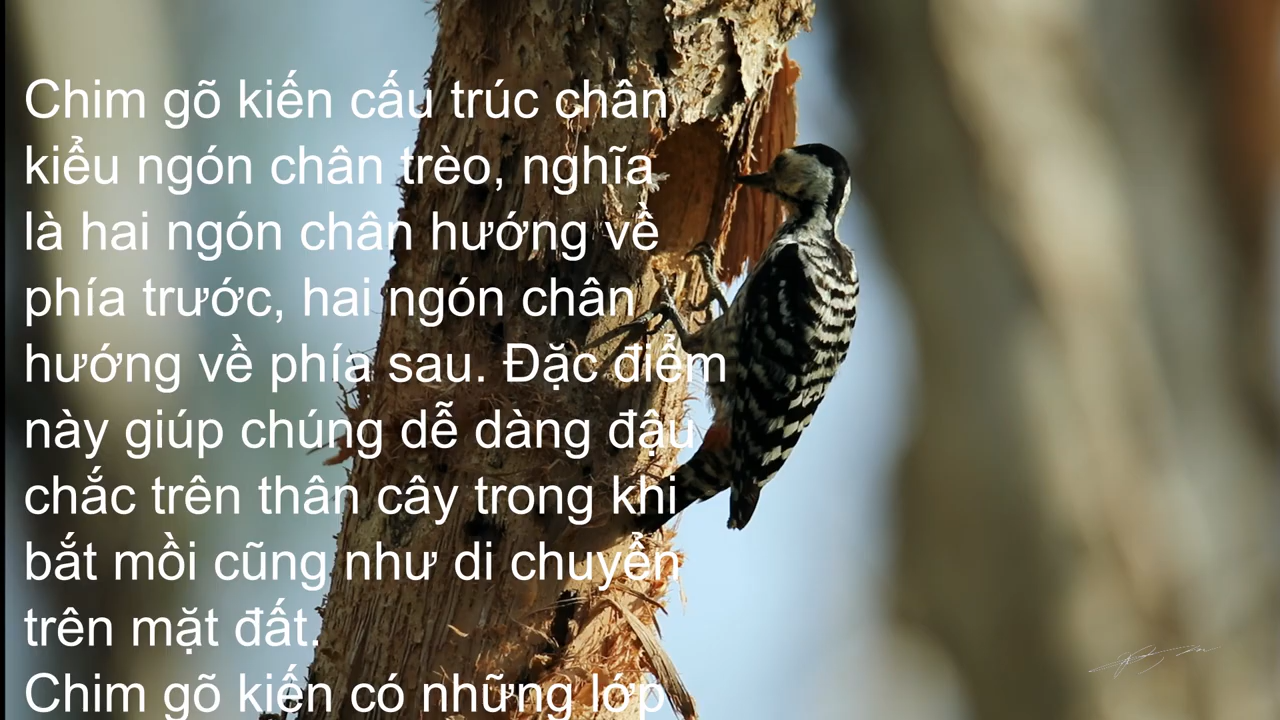 Chim gõ kiến cấu trúc chân
kiểu ngón chân trèo, nghĩa
là hai ngón chân hướng về
phía trước, hai ngón chân
hướng về phía sau. Đặc điểm
này giúp chúng dễ dàng đậu
chắc trên thân cây trong khi
bắt mồi cũng như di chuyển
trên mặt đất.
Chim gõ kiến có những lớp